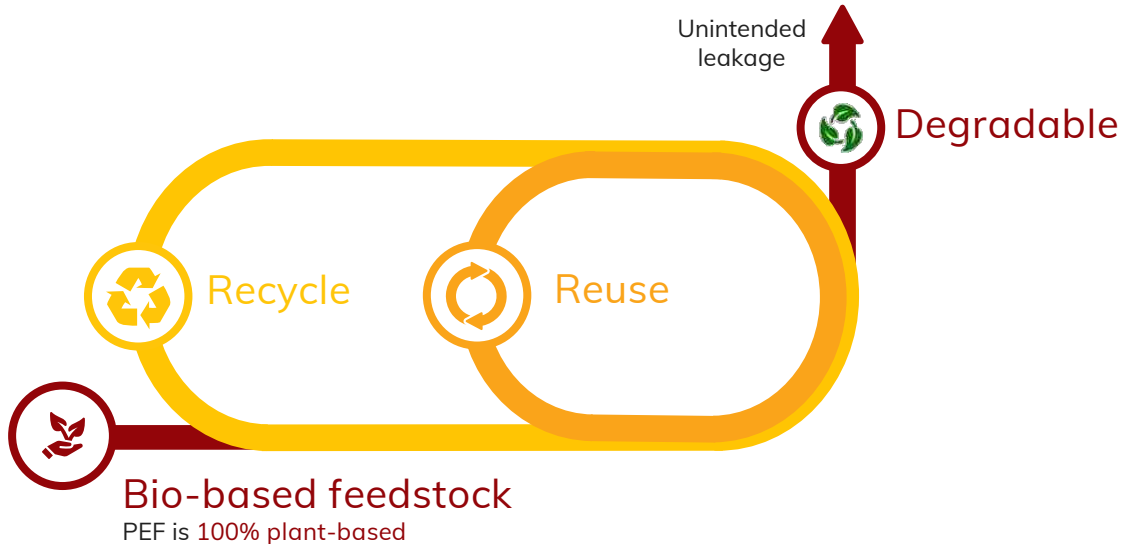 Unintended
leakage
Degradable
Recycle
Reuse
Bio-based feedstock
PEF is 100% plant-based